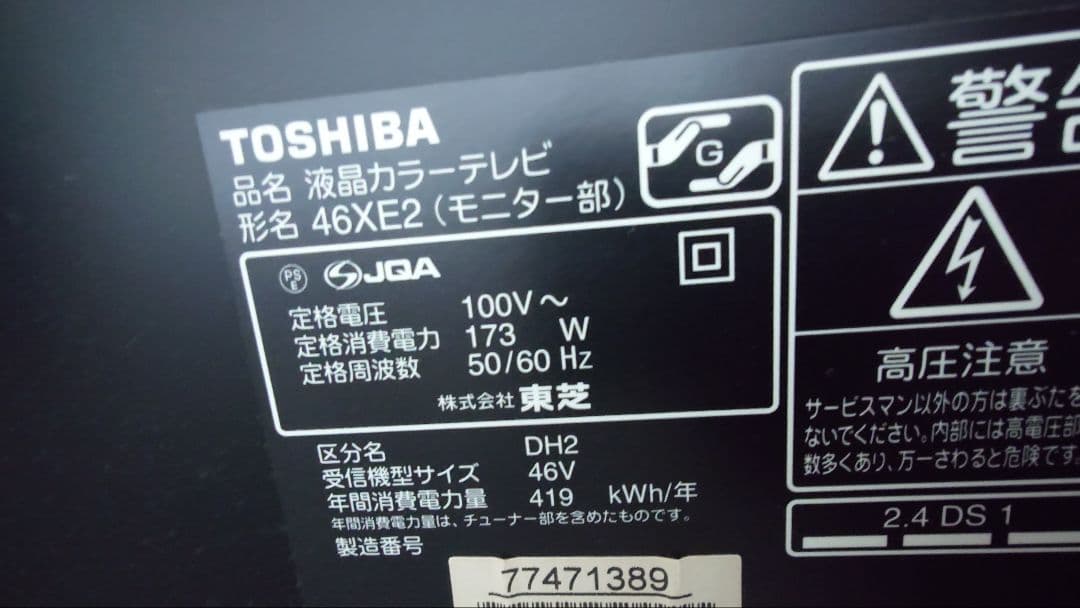 TOSHIBA
品名 液晶カラーテレビ
形名 46XE2(モニター部)
G
PS
E
JQA
定格電圧 100V～
定格消費電力 173 W
定格周波数 50/60 Hz
株式会社 東芝
区分名 DH2
受信機型サイズ 46V
年間消費電力量 419 kWh/年
年間消費電力量は、チューナー部を含めたものです。
製造番号
77471389
警告
高圧注意
サービスマン以外の方は裏ぶたを
ないでください。内部には高電圧部
数多くあり、万一さわると危険です
2.4 DS 1